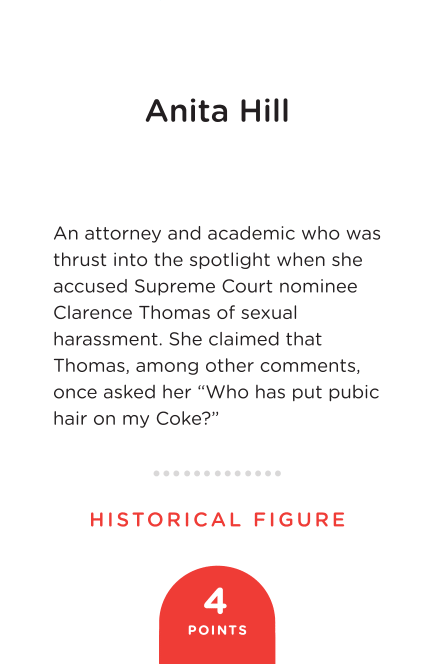 Anita Hill
An attorney and academic who was
thrust into the spotlight when she
accused Supreme Court nominee
Clarence Thomas of sexual
harassment. She claimed that
Thomas, among other comments,
once asked her “Who has put pubic
hair on my Coke?”
HISTORICAL FIGURE
4
POINTS